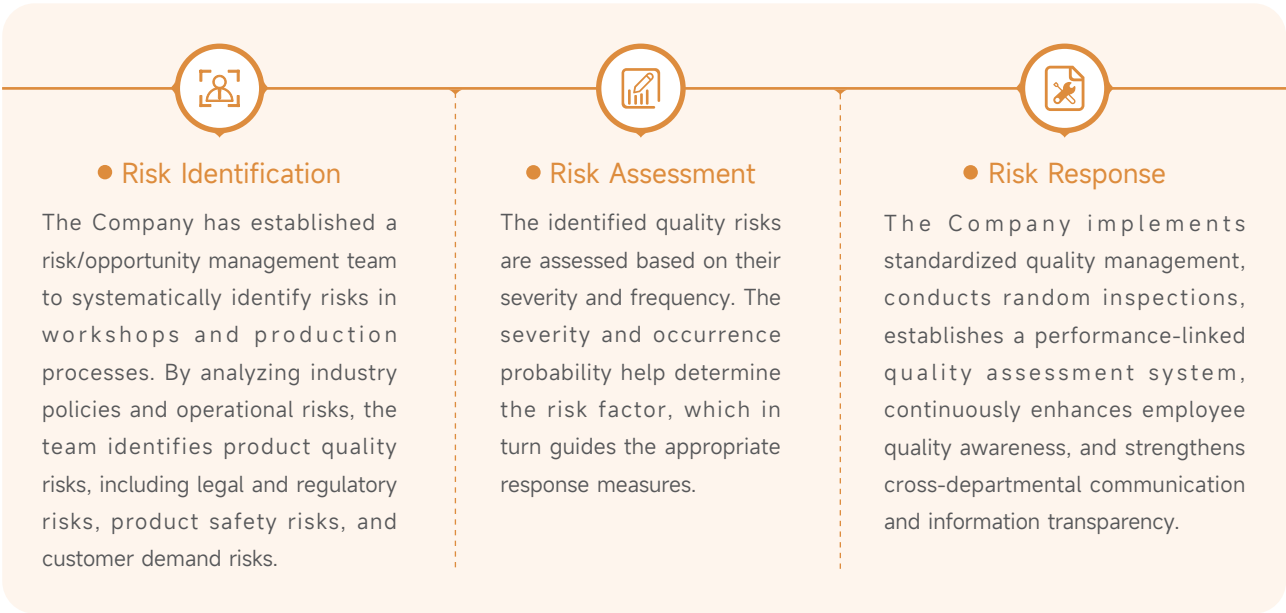 Risk Identification
The Company has established a
risk/opportunity management team
to systematically identify risks in
workshops and production
processes. By analyzing industry
policies and operational risks, the
team identifies product quality
risks, including legal and regulatory
risks, product safety risks, and
customer demand risks.
Risk Assessment
The identified quality risks
are assessed based on their
severity and frequency. The
severity and occurrence
probability help determine
the risk factor, which in
turn guides the appropriate
response measures.
Risk Response
The Company implements
standardized quality management,
conducts random inspections,
establishes a performance-linked
quality assessment system,
continuously enhances employee
quality awareness, and strengthens
cross-departmental communication
and information transparency.